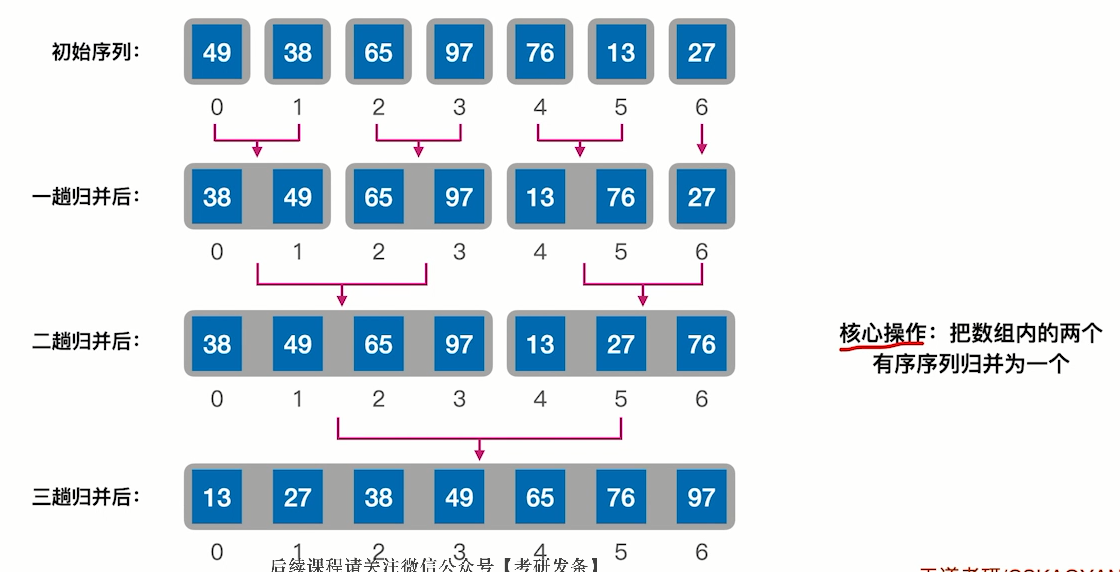 初始序列： 49 38 65 97 76 13 27
0 1 2 3 4 5 6
一趟归并后： 38 49 65 97 13 76 27
0 1 2 3 4 5 6
二趟归并后： 38 49 65 97 13 27 76
0 1 2 3 4 5 6
核心操作：把数组内的两个
有序序列归并为一个
三趟归并后： 13 27 38 49 65 76 97
0 1 2 3 4 5 6
后续课程请关注微信公众号【考研发条】